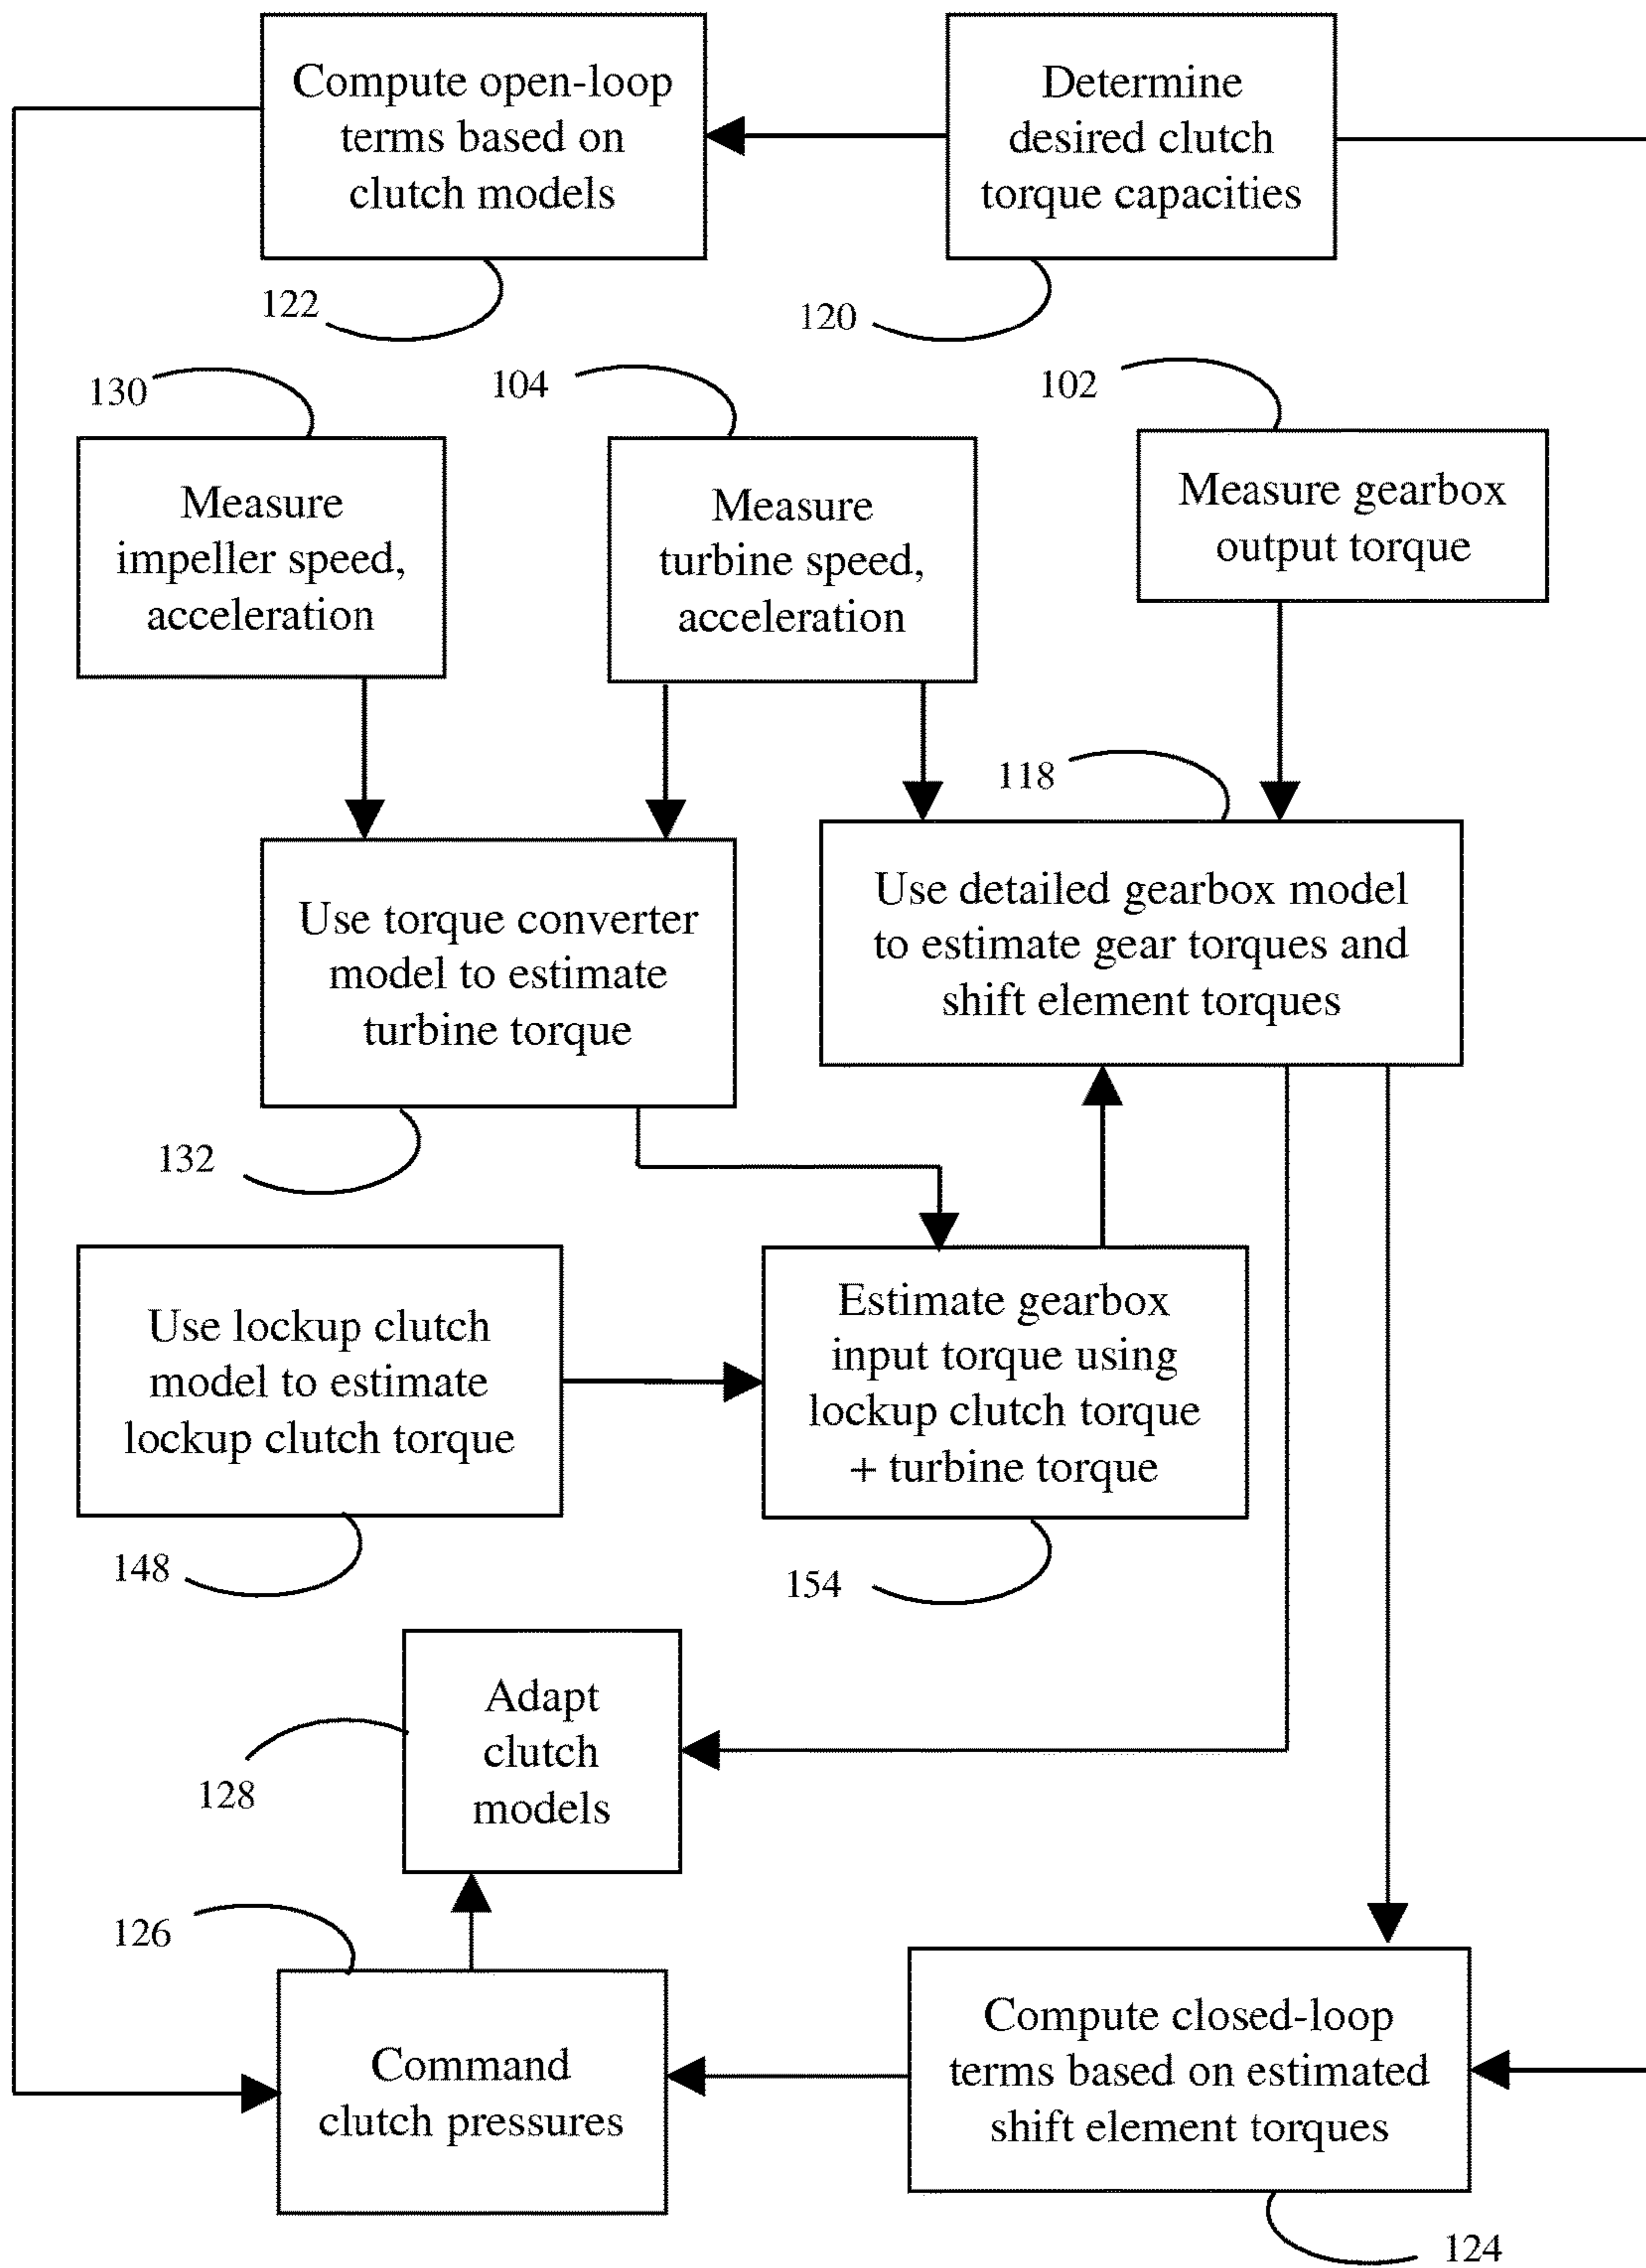 Compute open-loop
terms based on
clutch models
Determine
desired clutch
torque capacities
122
120
130
104
102
Measure
impeller speed,
acceleration
Measure
turbine speed,
acceleration
Measure gearbox
output torque
118
Use torque converter
model to estimate
turbine torque
Use detailed gearbox model
to estimate gear torques and
shift element torques
132
Use lockup clutch
model to estimate
lockup clutch torque
Estimate gearbox
input torque using
lockup clutch torque
+ turbine torque
148
154
Adapt
clutch
models
128
126
Command
clutch pressures
Compute closed-loop
terms based on estimated
shift element torques
124